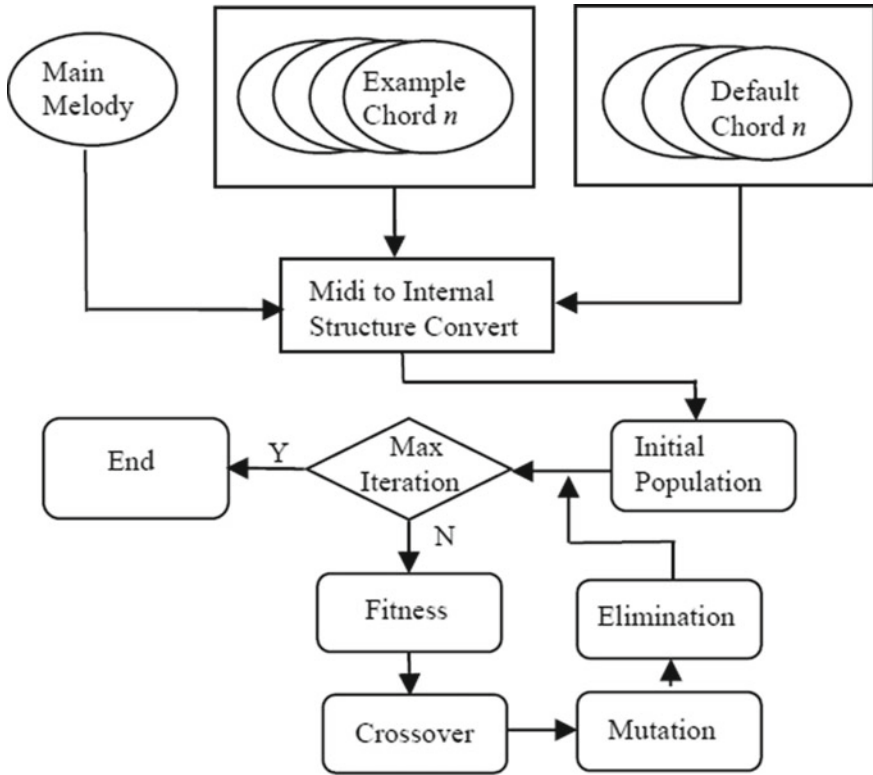 Main
Melody
Example
Chord n
Default
Chord n
Midi to Internal
Structure Convert
End
Y
Max
Iteration
Initial
Population
N
Fitness
Elimination
Crossover
Mutation